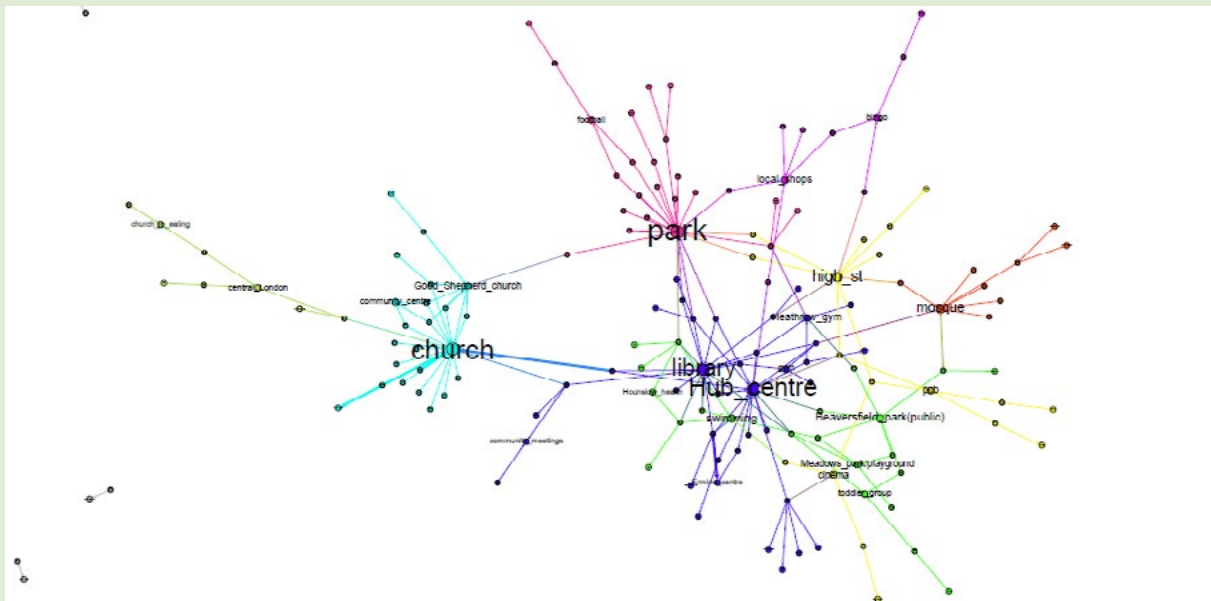 football
bingo
local_shops
church_in_ealing
park
high_st
central_London
Good_Shepherd_church
community_centre
mosque
church
library
Hub_centre
pub
swimming
Beaversfield_park(public)
community_meetings
Meadows_park/playground
cinema
toddler_group